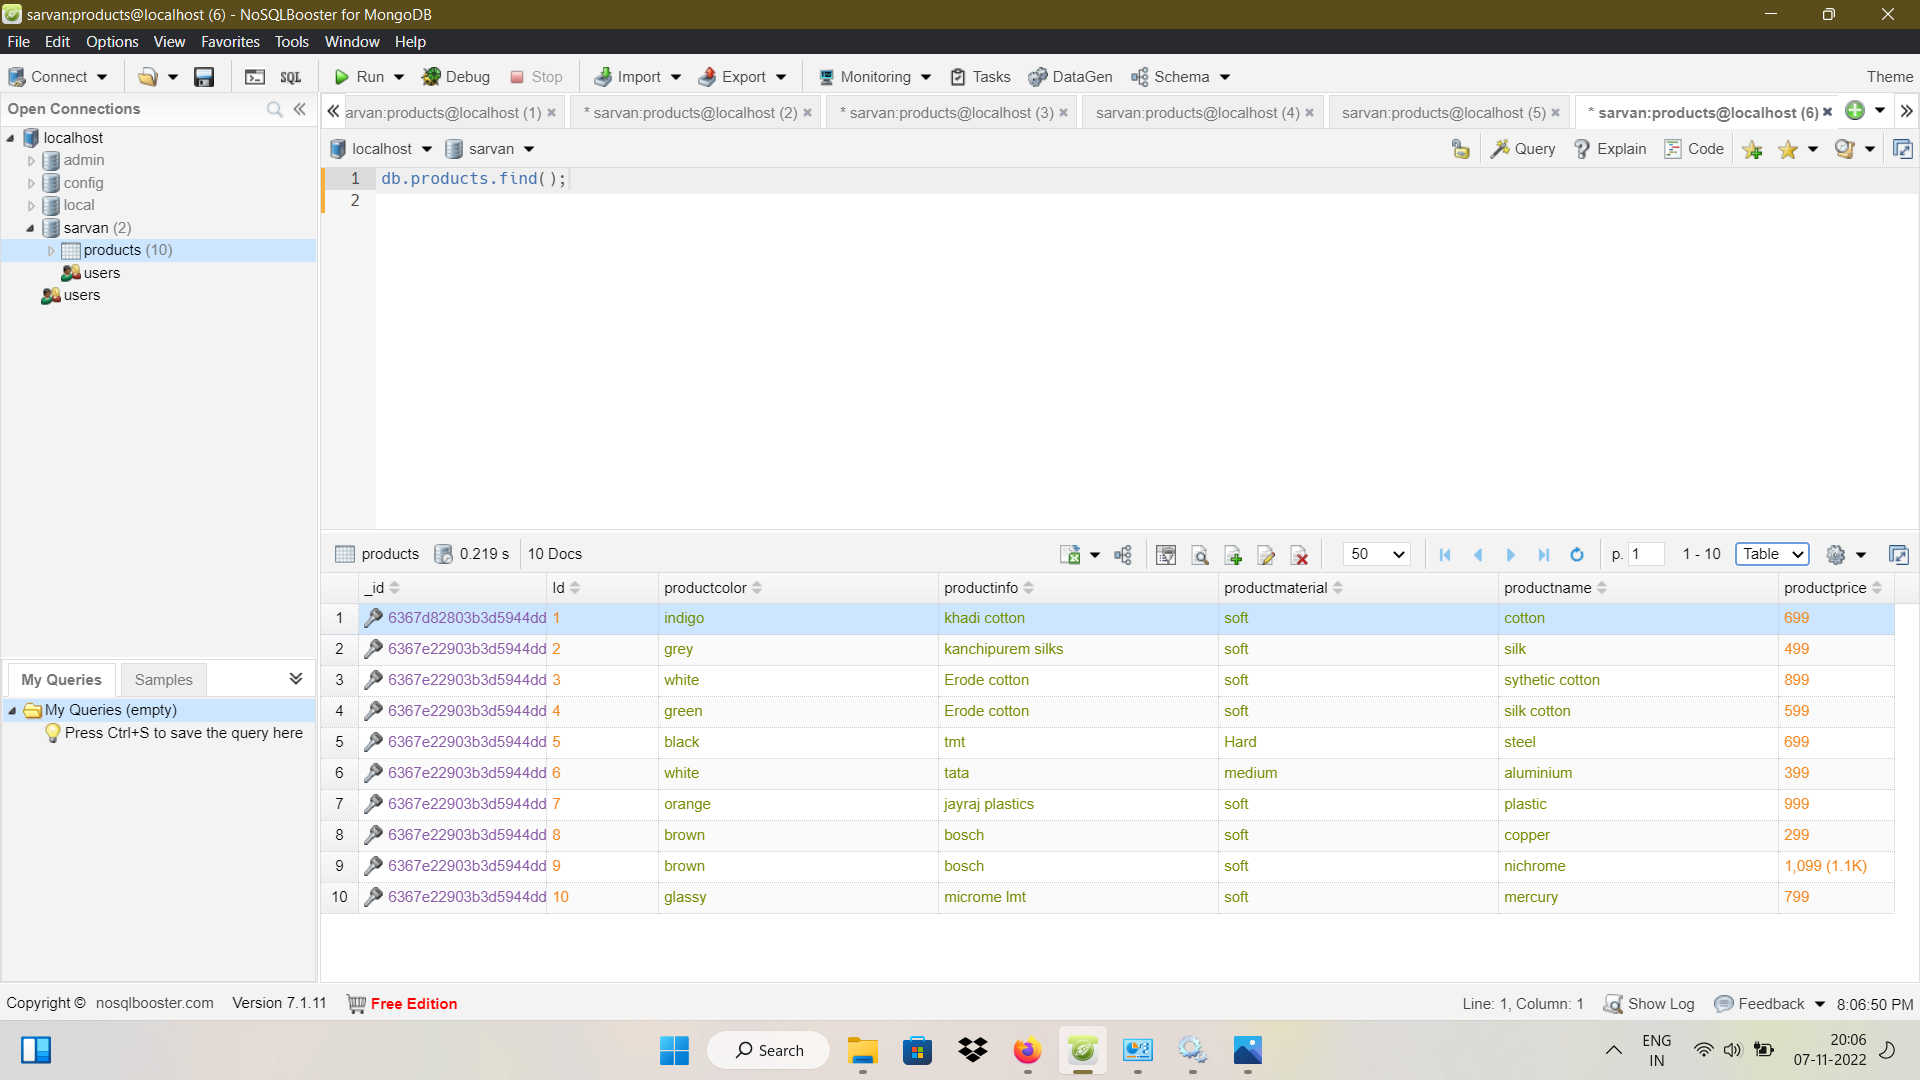 sarvan:products@localhost (6) - NoSQLBooster for MongoDB
File Edit Options View Favorites Tools Window Help
Connect SQL Run Debug Stop Import Export Monitoring Tasks DataGen Schema Theme
Open Connections
arvan:products@localhost (1) * sarvan:products@localhost (2) * sarvan:products@localhost (3) sarvan:products@localhost (4) sarvan:products@localhost (5) * sarvan:products@localhost (6)
localhost
admin
config
local
sarvan (2)
products (10)
users
users
localhost sarvan Query Explain Code
1 db.products.find();
2
products 0.219 s 10 Docs 50 p. 1 1 - 10 Table
_id Id productcolor productinfo productmaterial productname productprice
1 6367d82803b3d5944dd 1 indigo khadi cotton soft cotton 699
2 6367e22903b3d5944dd 2 grey kanchipurem silks soft silk 499
3 6367e22903b3d5944dd 3 white Erode cotton soft sythetic cotton 899
4 6367e22903b3d5944dd 4 green Erode cotton soft silk cotton 599
5 6367e22903b3d5944dd 5 black tmt Hard steel 699
6 6367e22903b3d5944dd 6 white tata medium aluminium 399
7 6367e22903b3d5944dd 7 orange jayraj plastics soft plastic 999
8 6367e22903b3d5944dd 8 brown bosch soft copper 299
9 6367e22903b3d5944dd 9 brown bosch soft nichrome 1,099 (1.1K)
10 6367e22903b3d5944dd 10 glassy microme lmt soft mercury 799
My Queries Samples
My Queries (empty)
Press Ctrl+S to save the query here
Copyright © nosqlbooster.com Version 7.1.11 Free Edition Line: 1, Column: 1 Show Log Feedback 8:06:50 PM
Search
ENG
IN
20:06
07-11-2022